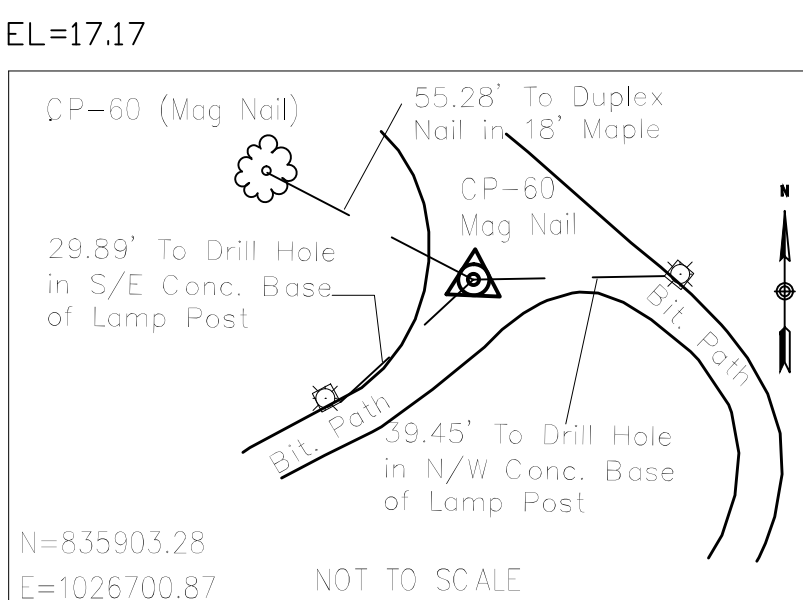 EL=17.17
CP-60 (Mag Nail)
55.28' To Duplex
Nail in 18' Maple
CP-60
Mag Nail
N
29.89' To Drill Hole
in S/E Conc. Base
of Lamp Post
Bit. Path
Bit. Path
39.45' To Drill Hole
in N/W Conc. Base
of Lamp Post
N=835903.28
E=1026700.87
NOT TO SCALE